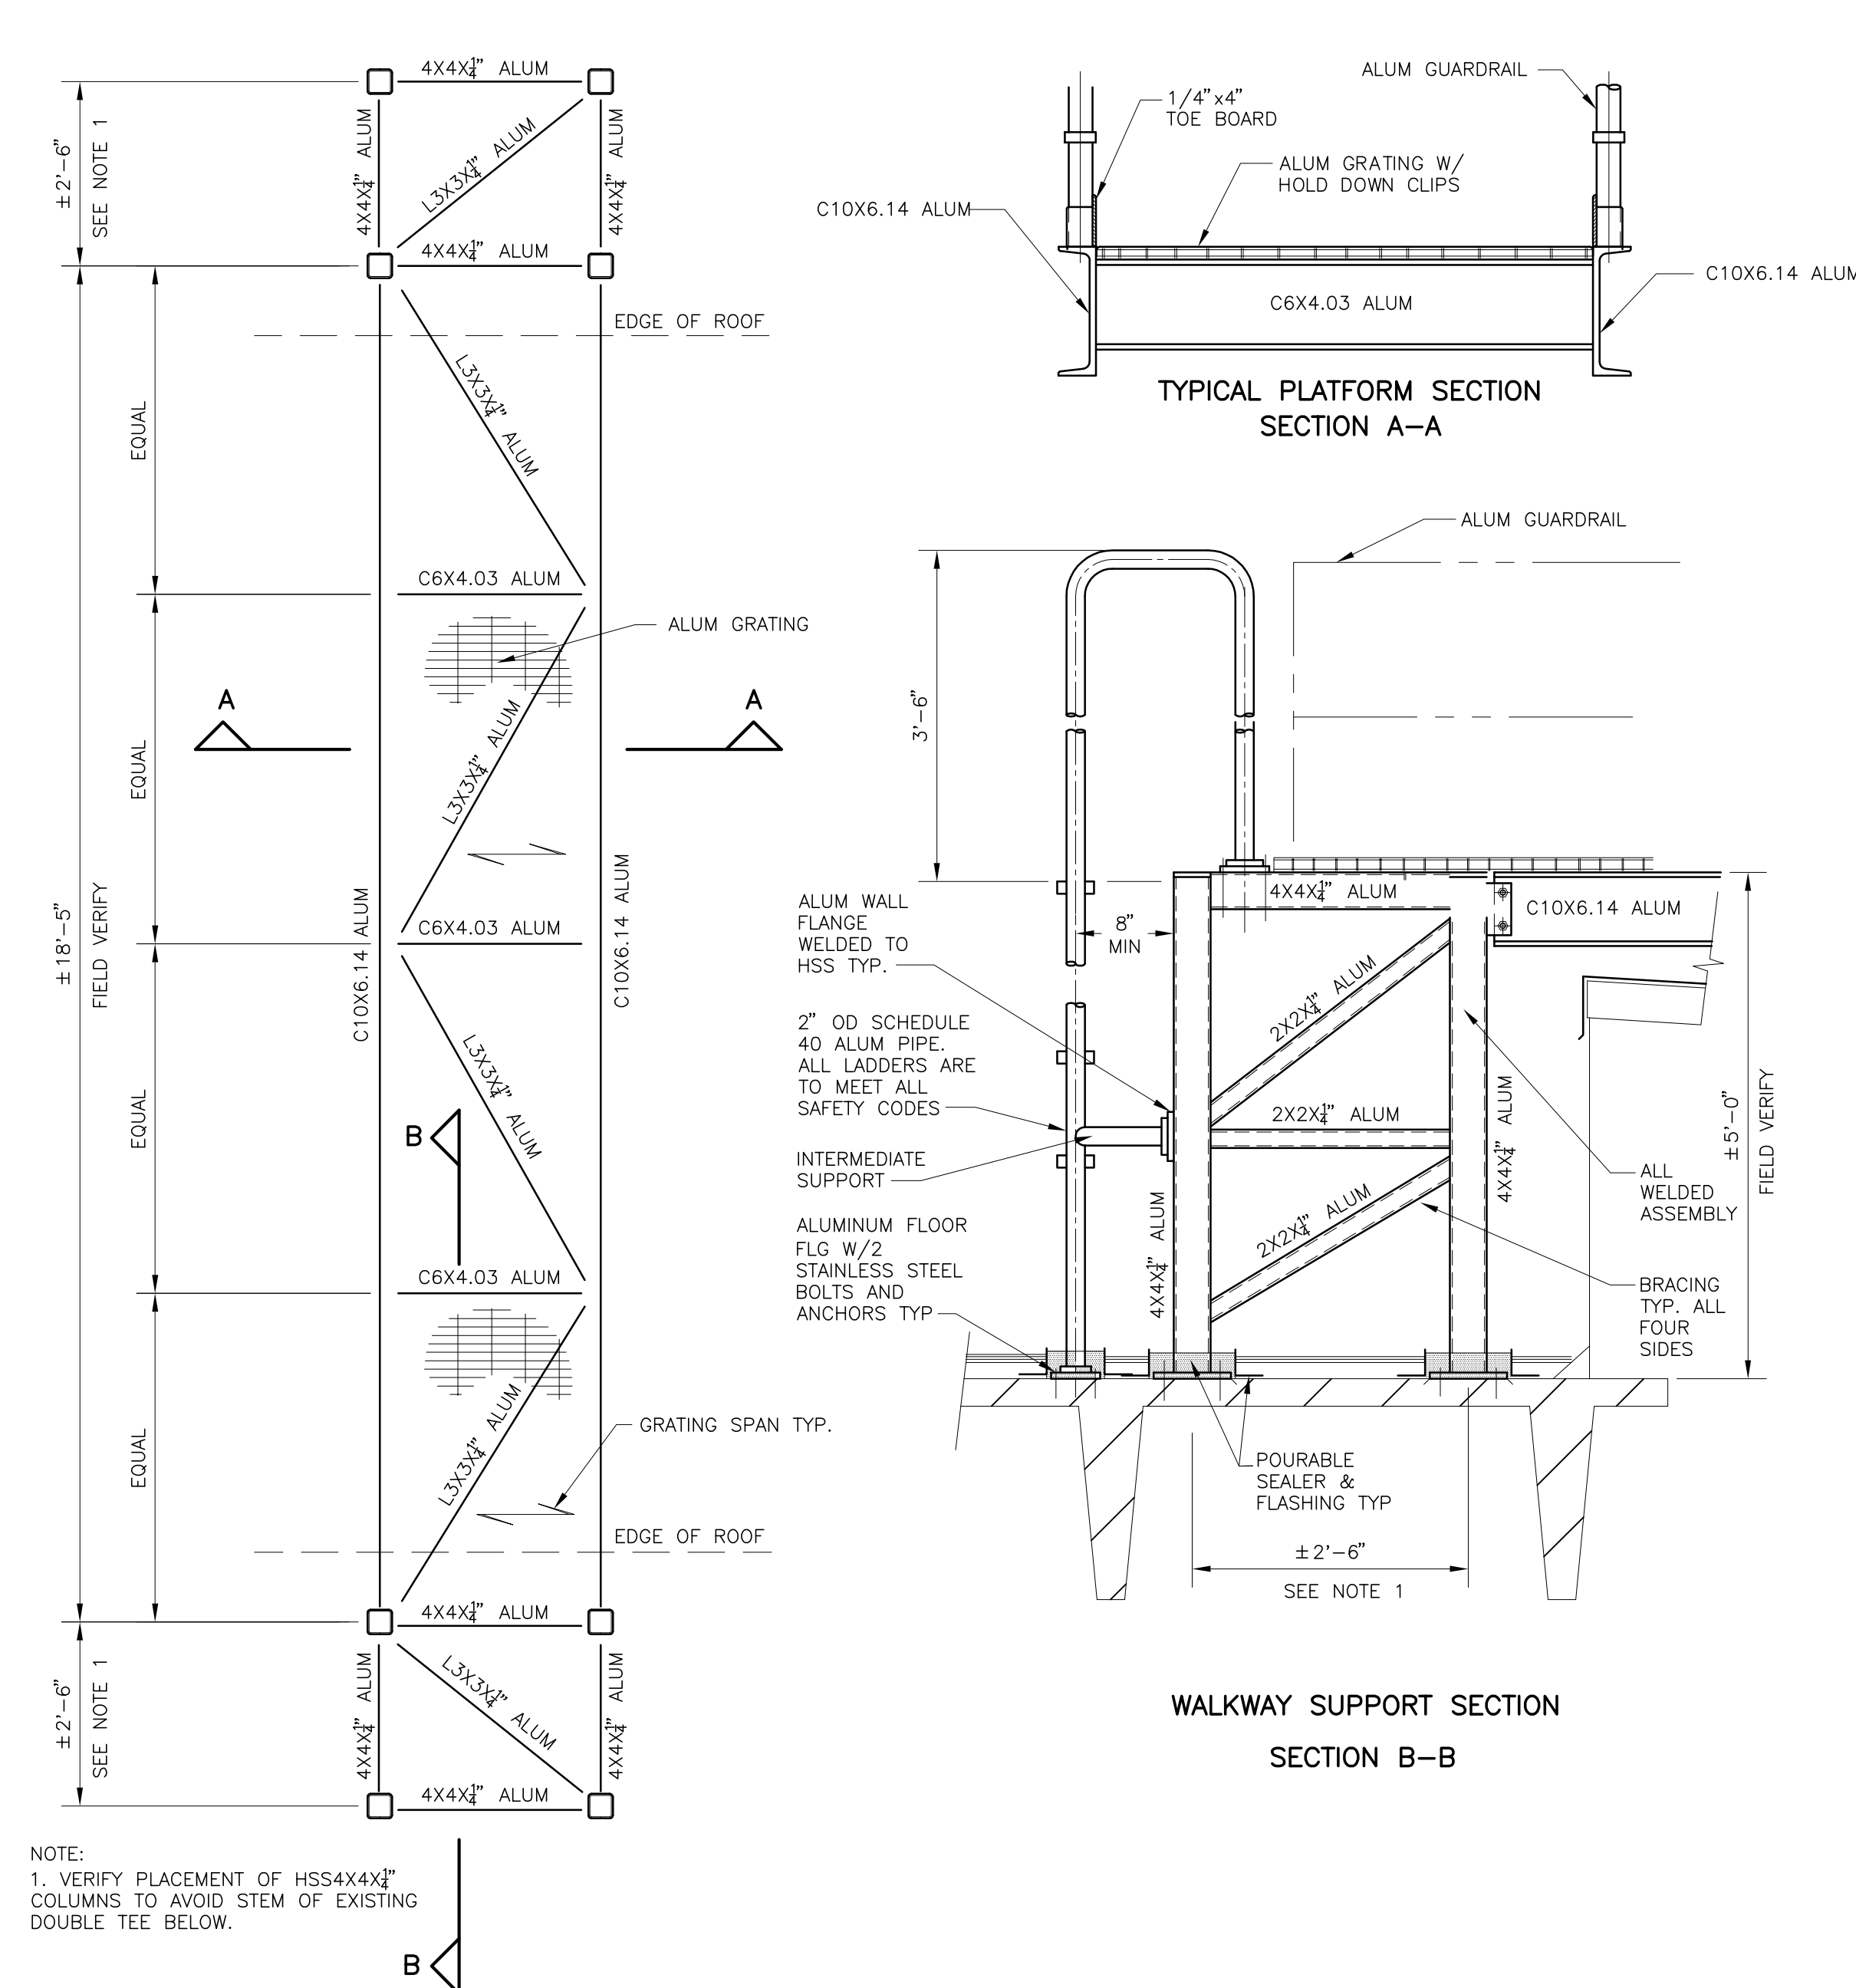 4X4X1/4" ALUM
±2'-6"
SEE NOTE 1
4X4X1/4" ALUM
L3X3X1/4" ALUM
4X4X1/4" ALUM
4X4X1/4" ALUM
EDGE OF ROOF
EQUAL
L3X3X1/4" ALUM
C6X4.03 ALUM
ALUM GRATING
A
A
EQUAL
L3X3X1/4" ALUM
±18'-5"
FIELD VERIFY
C10X6.14 ALUM
C10X6.14 ALUM
C6X4.03 ALUM
EQUAL
L3X3X1/4" ALUM
B
C6X4.03 ALUM
EQUAL
L3X3X1/4" ALUM
GRATING SPAN TYP.
EDGE OF ROOF
4X4X1/4" ALUM
±2'-6"
SEE NOTE 1
4X4X1/4" ALUM
L3X3X1/4" ALUM
4X4X1/4" ALUM
4X4X1/4" ALUM
NOTE:
1. VERIFY PLACEMENT OF HSS4X4X1/4"
COLUMNS TO AVOID STEM OF EXISTING
DOUBLE TEE BELOW.
B
ALUM GUARDRAIL
1/4"x4"
TOE BOARD
ALUM GRATING W/
HOLD DOWN CLIPS
C10X6.14 ALUM
C10X6.14 ALUM
C6X4.03 ALUM
TYPICAL PLATFORM SECTION
SECTION A-A
ALUM GUARDRAIL
3'-6"
ALUM WALL
FLANGE
WELDED TO
HSS TYP.
8"
MIN
4X4X1/4" ALUM
C10X6.14 ALUM
2X2X1/4" ALUM
2" OD SCHEDULE
40 ALUM PIPE.
ALL LADDERS ARE
TO MEET ALL
SAFETY CODES
2X2X1/4" ALUM
4X4X1/4" ALUM
±5'-0"
FIELD VERIFY
INTERMEDIATE
SUPPORT
ALL
WELDED
ASSEMBLY
2X2X1/4" ALUM
4X4X1/4" ALUM
ALUMINUM FLOOR
FLG W/2
STAINLESS STEEL
BOLTS AND
ANCHORS TYP
BRACING
TYP. ALL
FOUR
SIDES
POURABLE
SEALER &
FLASHING TYP
±2'-6"
SEE NOTE 1
WALKWAY SUPPORT SECTION
SECTION B-B